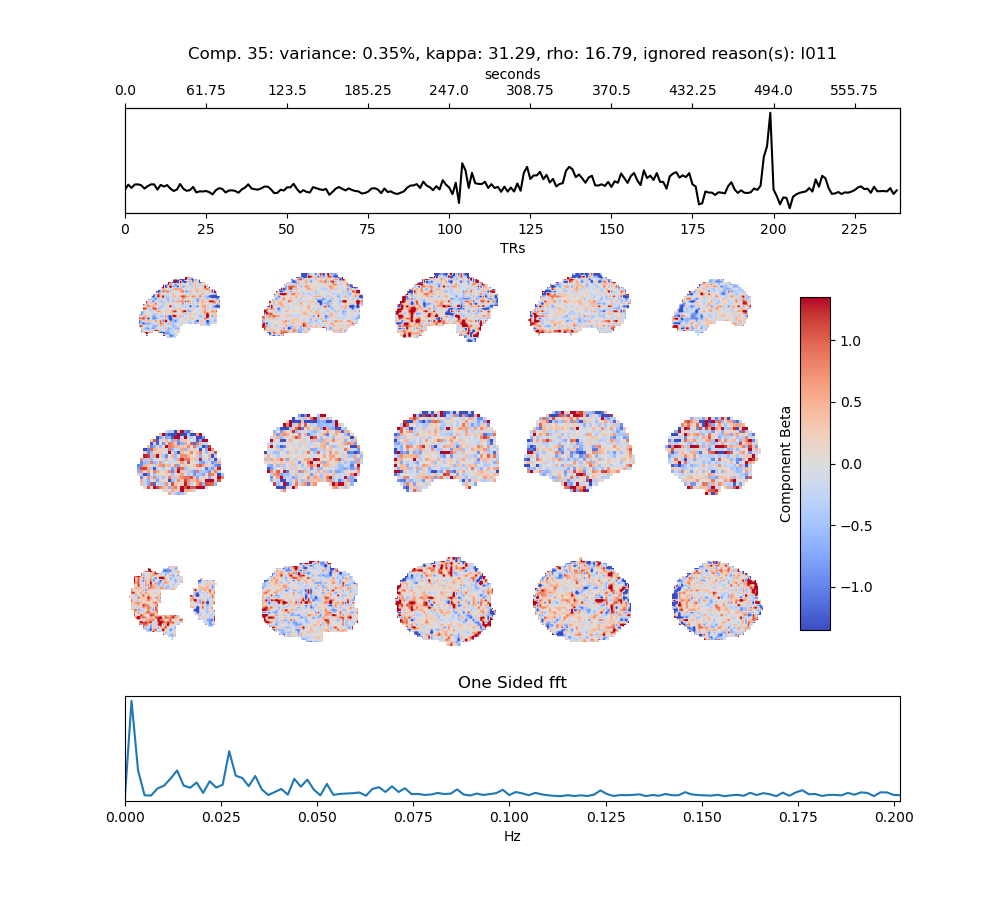 Comp. 35: variance: 0.35%, kappa: 31.29, rho: 16.79, ignored reason(s): I011
seconds
0.0 61.75 123.5 185.25 247.0 308.75 370.5 432.25 494.0 555.75
0 25 50 75 100 125 150 175 200 225
TRs
1.0
0.5
0.0
−0.5
−1.0
Component Beta
One Sided fft
0.000 0.025 0.050 0.075 0.100 0.125 0.150 0.175 0.200
Hz